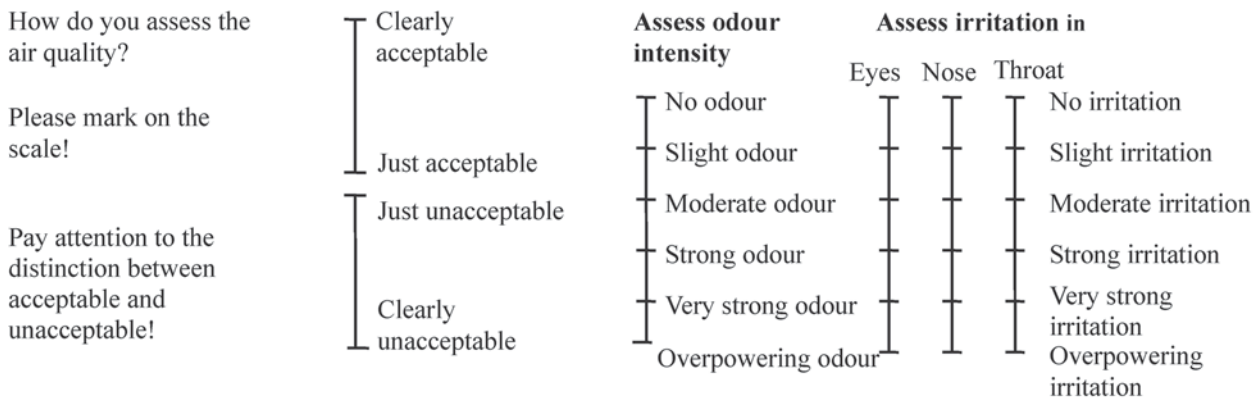 How do you assess the
air quality?
Please mark on the
scale!
Pay attention to the
distinction between
acceptable and
unacceptable!
Clearly
acceptable
Just acceptable
Just unacceptable
Clearly
unacceptable
Assess odour
intensity
No odour
Slight odour
Moderate odour
Strong odour
Very strong odour
Overpowering odour
Assess irritation in
Eyes Nose Throat
No irritation
Slight irritation
Moderate irritation
Strong irritation
Very strong
irritation
Overpowering
irritation